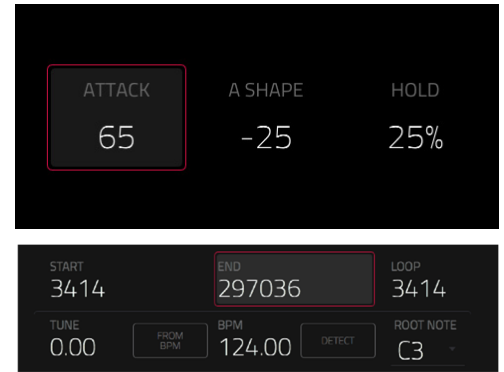 ATTACK A SHAPE HOLD
65 -25 25%
START END LOOP
3414 297036 3414
TUNE FROM BPM BPM DETECT ROOT NOTE
0.00 124.00 C3